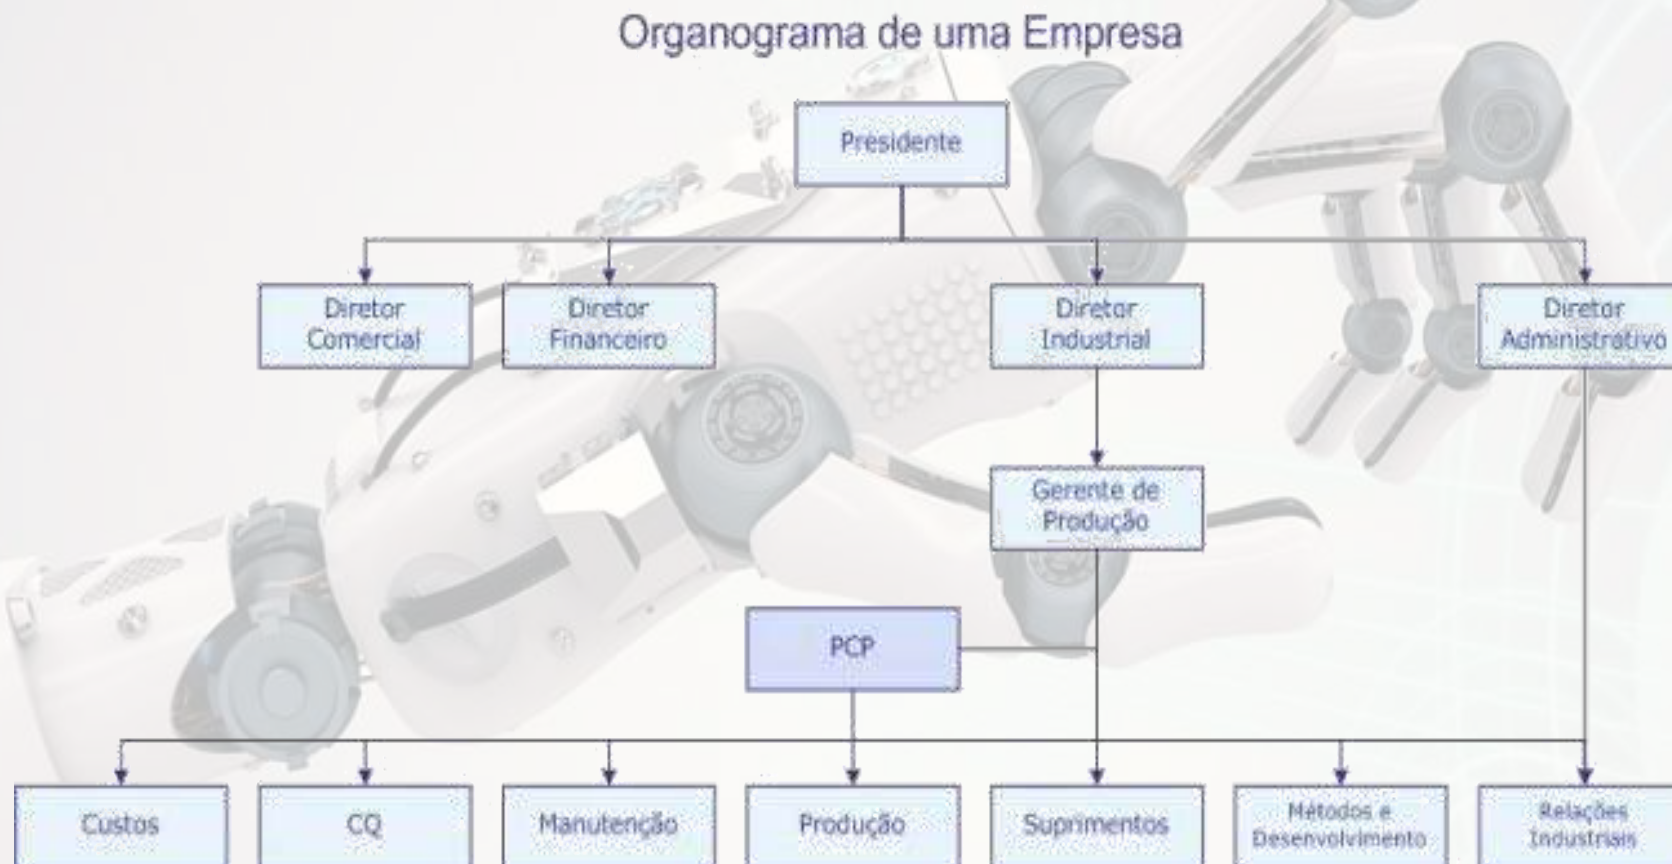 Organograma de uma Empresa
Presidente
Diretor
Comercial
Diretor
Financeiro
Diretor
Industrial
Diretor
Administrativo
Gerente de
Produção
PCP
Custos
CQ
Manutenção
Produção
Suprimentos
Métodos e
Desenvolvimento
Relações
Industriais